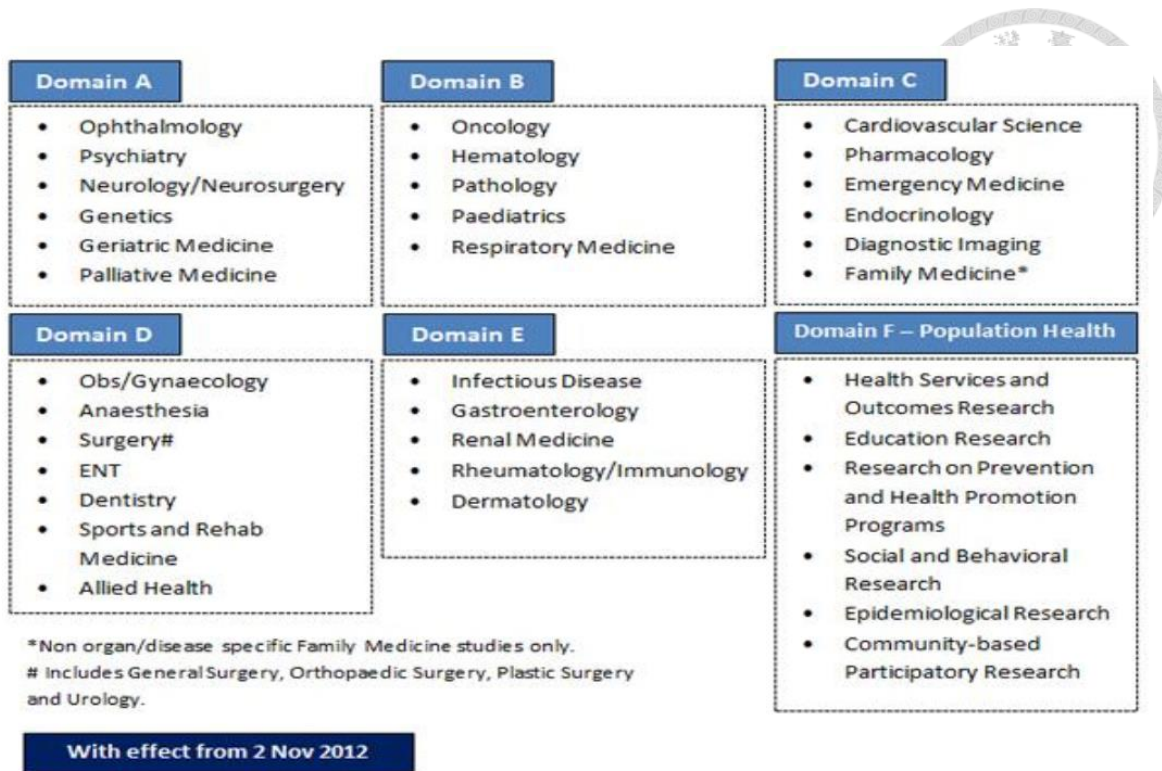 Domain A
• Ophthalmology
• Psychiatry
• Neurology/Neurosurgery
• Genetics
• Geriatric Medicine
• Palliative Medicine
Domain B
• Oncology
• Hematology
• Pathology
• Paediatrics
• Respiratory Medicine
Domain C
• Cardiovascular Science
• Pharmacology
• Emergency Medicine
• Endocrinology
• Diagnostic Imaging
• Family Medicine*
Domain D
• Obs/Gynaecology
• Anaesthesia
• Surgery#
• ENT
• Dentistry
• Sports and Rehab
Medicine
• Allied Health
Domain E
• Infectious Disease
• Gastroenterology
• Renal Medicine
• Rheumatology/Immunology
• Dermatology
Domain F – Population Health
• Health Services and
Outcomes Research
• Education Research
• Research on Prevention
and Health Promotion
Programs
• Social and Behavioral
Research
• Epidemiological Research
• Community-based
Participatory Research
*Non organ/disease specific Family Medicine studies only.
# Includes General Surgery, Orthopaedic Surgery, Plastic Surgery
and Urology.
With effect from 2 Nov 2012